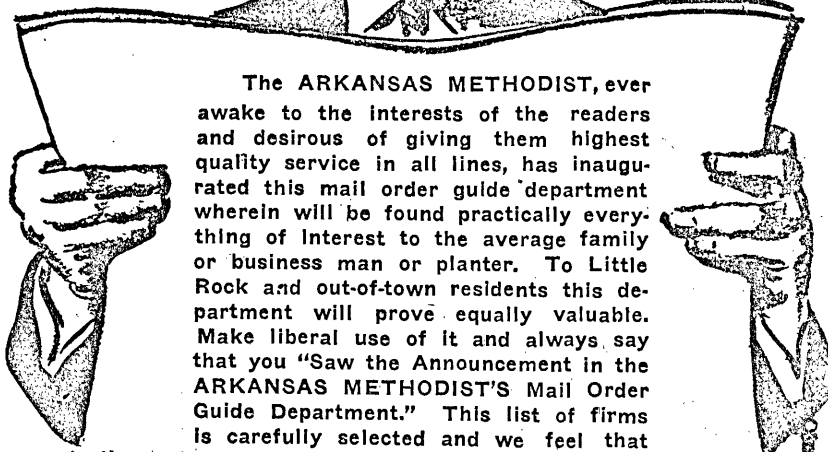 The ARKANSAS METHODIST, ever
awake to the interests of the readers
and desirous of giving them highest
quality service in all lines, has inaugu-
rated this mail order guide department
wherein will be found practically every-
thing of interest to the average family
or business man or planter. To Little
Rock and out-of-town residents this de-
partment will prove equally valuable.
Make liberal use of it and always say
that you "Saw the Announcement in the
ARKANSAS METHODIST'S Mail Order
Guide Department." This list of firms
is carefully selected and we feel that